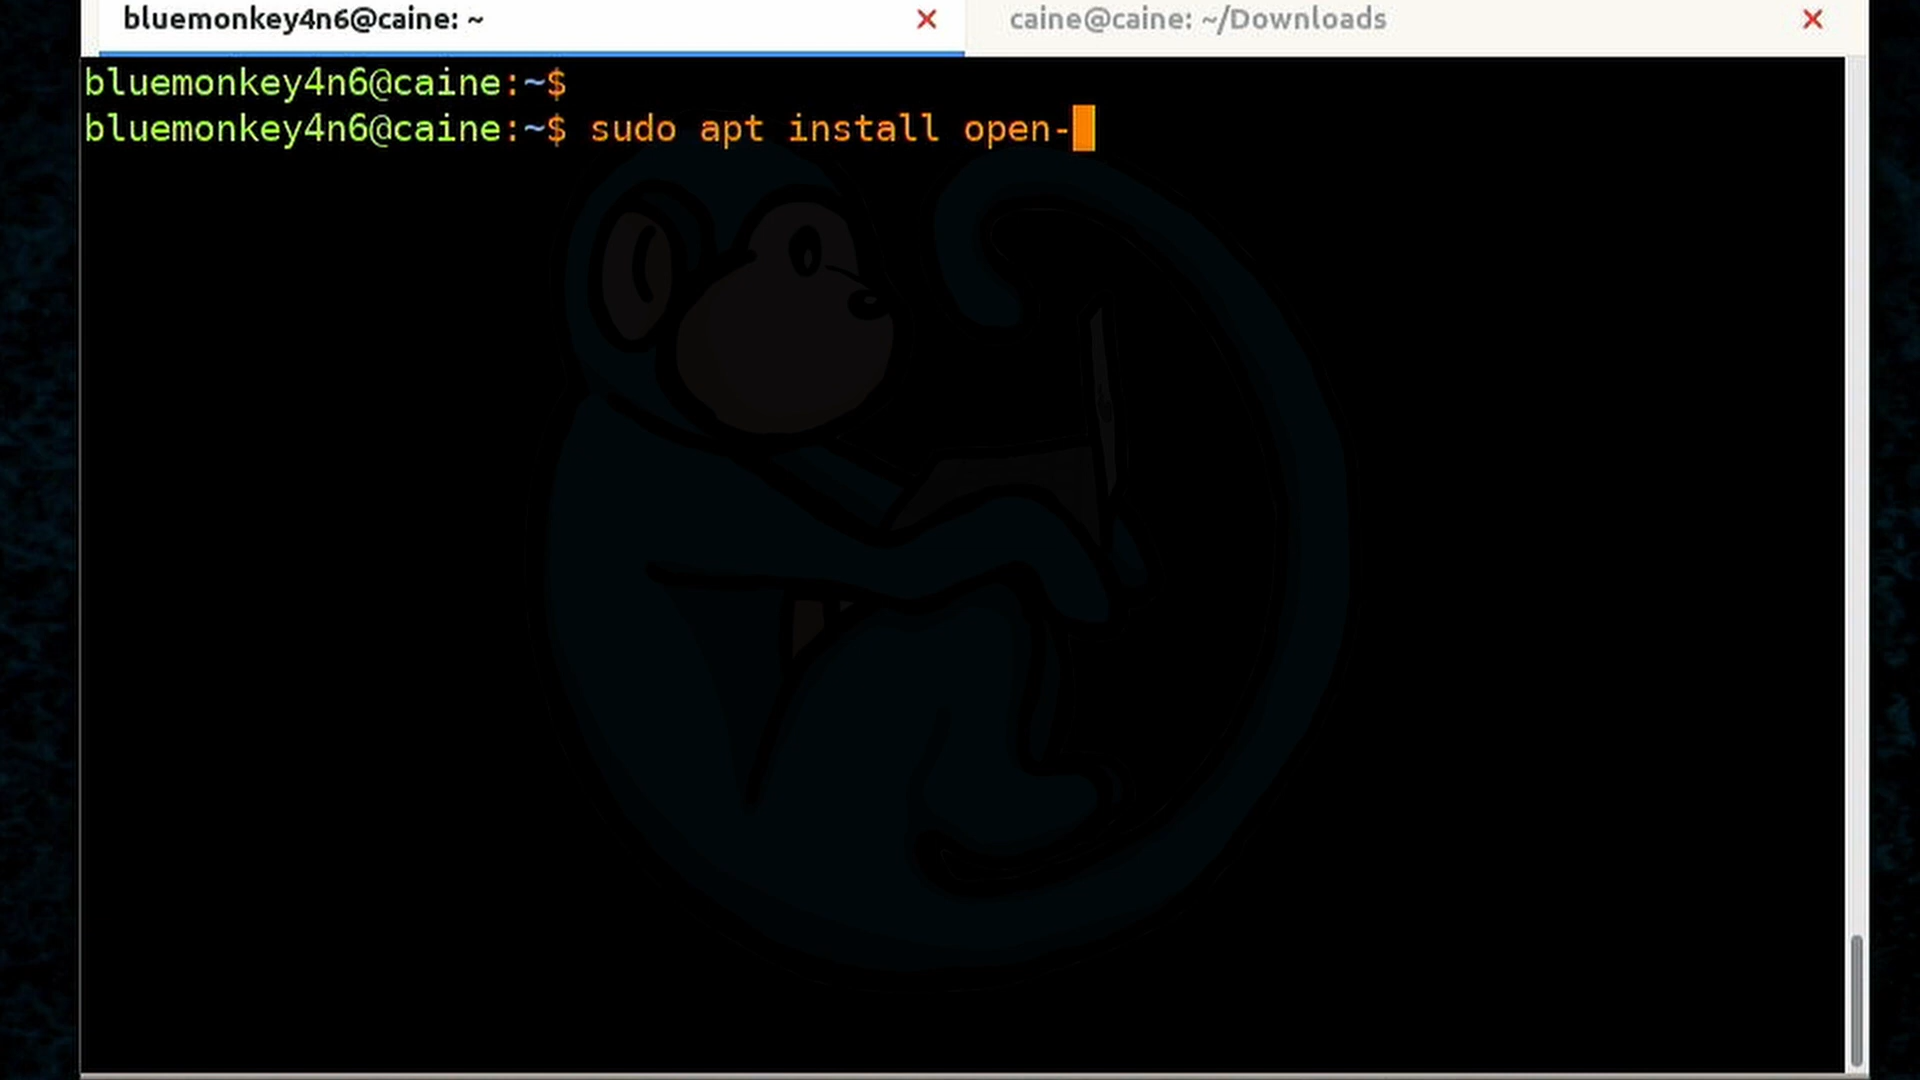 bluemonkey4n6@caine: ~
caine@caine: ~/Downloads
bluemonkey4n6@caine:~$
bluemonkey4n6@caine:~$ sudo apt install open-